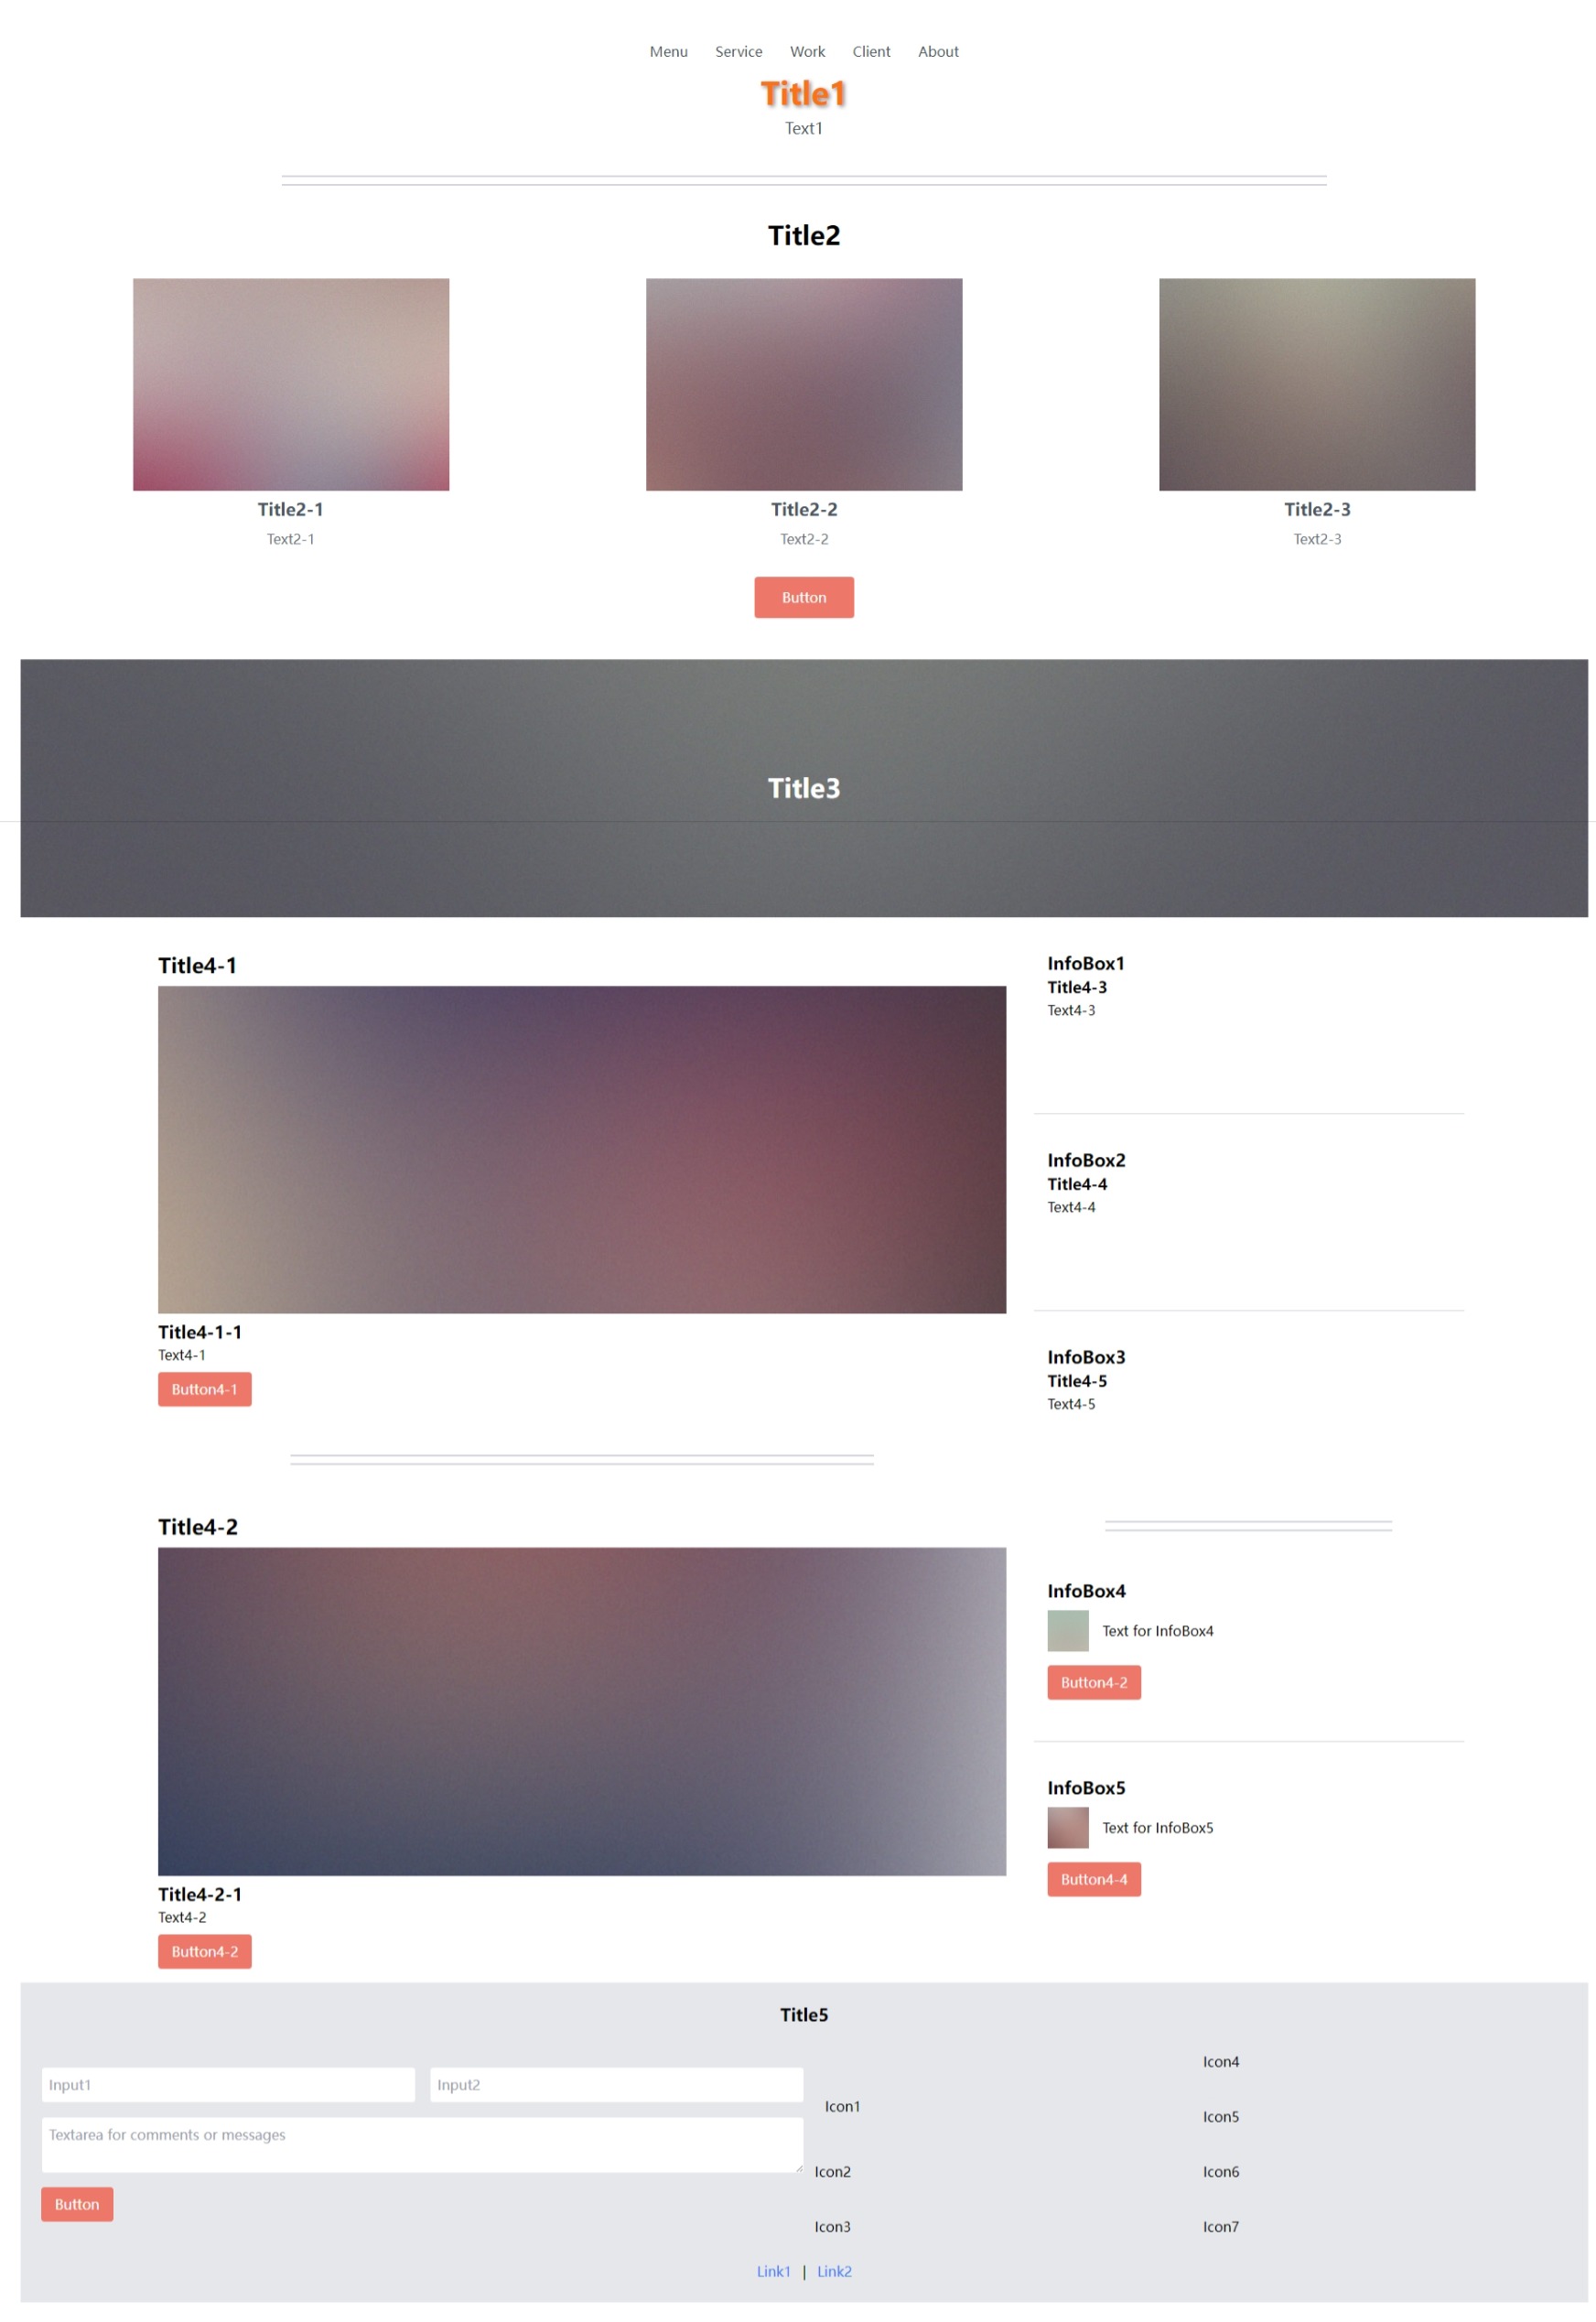 Menu Service Work Client About
Title1
Text1
Title2
Title2-1
Text2-1
Title2-2
Text2-2
Title2-3
Text2-3
Button
Title3
Title4-1
Title4-1-1
Text4-1
Button4-1
Title4-2
Title4-2-1
Text4-2
Button4-2
InfoBox1
Title4-3
Text4-3
InfoBox2
Title4-4
Text4-4
InfoBox3
Title4-5
Text4-5
InfoBox4
Text for InfoBox4
Button4-2
InfoBox5
Text for InfoBox5
Button4-4
Title5
Input1
Input2
Textarea for comments or messages
Button
Icon1
Icon2
Icon3
Icon4
Icon5
Icon6
Icon7
Link1 | Link2